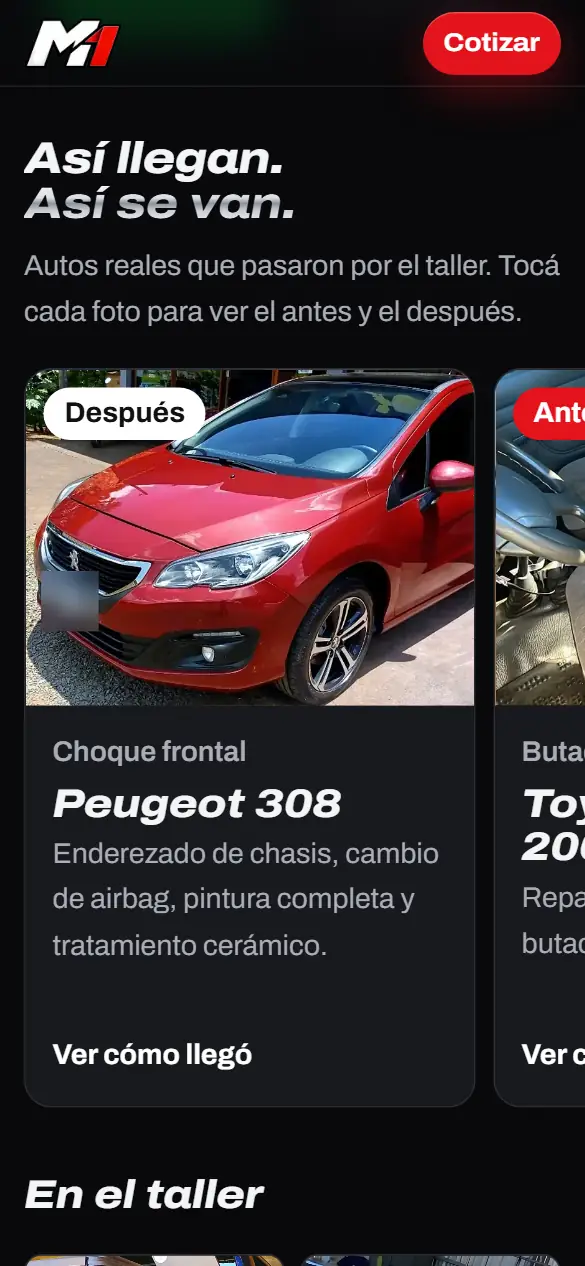 M1
Cotizar
Así llegan.
Así se van.
Autos reales que pasaron por el taller. Tocá
cada foto para ver el antes y el después.
Después
Choque frontal
Peugeot 308
Enderezado de chasis, cambio
de airbag, pintura completa y
tratamiento cerámico.
Ver cómo llegó
En el taller